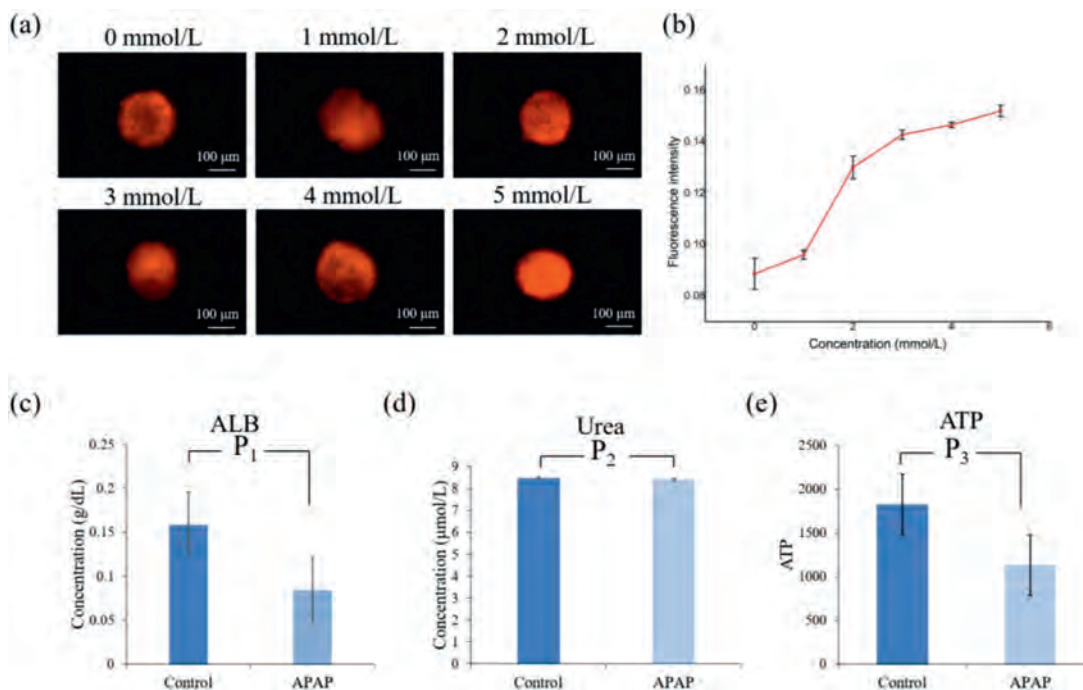 (a)
0 mmol/L 1 mmol/L 2 mmol/L
100 μm 100 μm 100 μm
3 mmol/L 4 mmol/L 5 mmol/L
100 μm 100 μm 100 μm
(b)
Fluorescence intensity
0.16
0.14
0.12
0.10
0.08
0 2 4 6
Concentration (mmol/L)
(c)
ALB
P1
Concentration (g/dL)
0.25
0.2
0.15
0.1
0.05
0
Control APAP
(d)
Urea
P2
Concentration (μmol/L)
9
8
7
6
5
4
3
2
1
0
Control APAP
(e)
ATP
P3
ATP
2500
2000
1500
1000
500
0
Control APAP